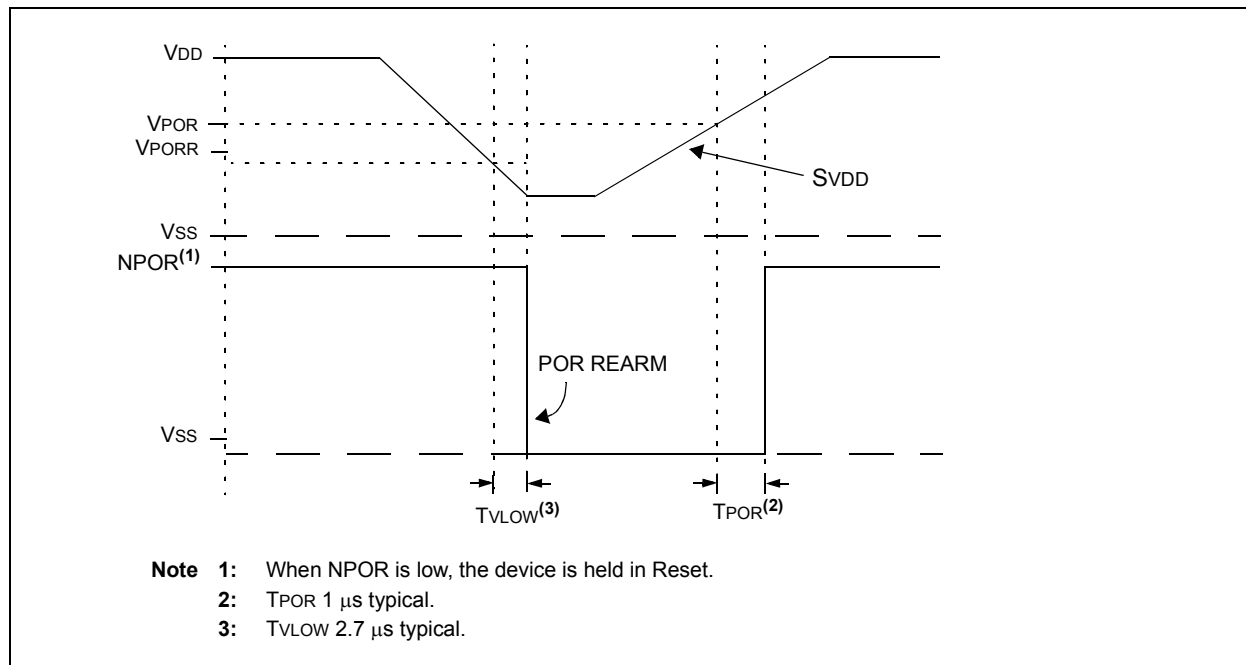 VDD
VPOR
VPORR
SVDD
VSS
NPOR(1)
POR REARM
VSS
TVLOW(3)
TPOR(2)
Note 1: When NPOR is low, the device is held in Reset.
2: TPOR 1 μs typical.
3: TVLOW 2.7 μs typical.